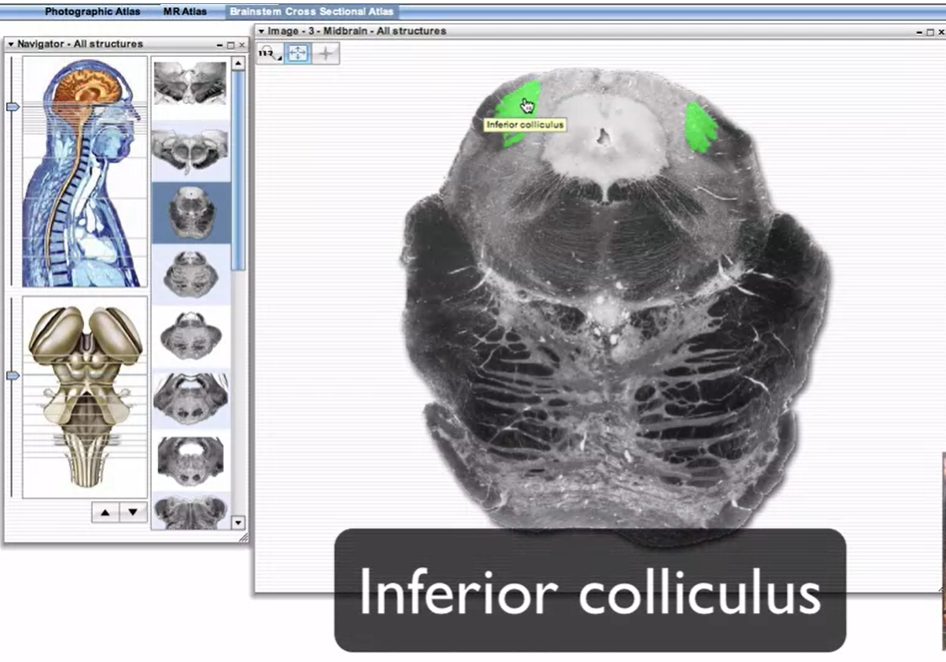 Photographic Atlas MR Atlas Brainstem Cross Sectional Atlas
Navigator - All structures
Image - 3 - Midbrain - All structures
Inferior colliculus
Inferior colliculus